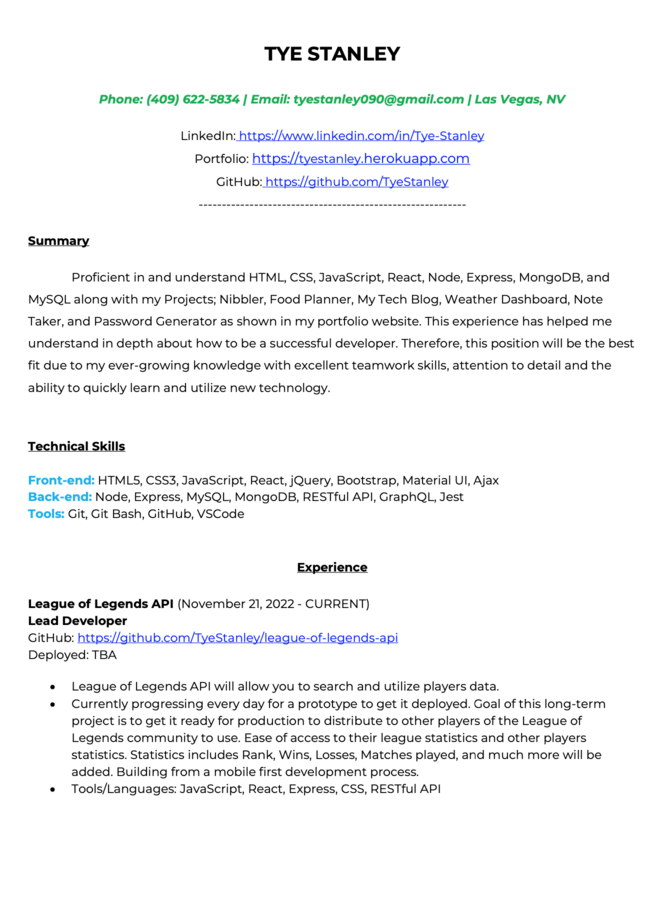 TYE STANLEY
Phone: (409) 622-5834 | Email: tyestanley090@gmail.com | Las Vegas, NV
LinkedIn: https://www.linkedin.com/in/Tye-Stanley
Portfolio: https://tyestanley.herokuapp.com
GitHub: https://github.com/TyeStanley
----------------------------------------------------------
Summary
Proficient in and understand HTML, CSS, JavaScript, React, Node, Express, MongoDB, and
MySQL along with my Projects; Nibbler, Food Planner, My Tech Blog, Weather Dashboard, Note
Taker, and Password Generator as shown in my portfolio website. This experience has helped me
understand in depth about how to be a successful developer. Therefore, this position will be the best
fit due to my ever-growing knowledge with excellent teamwork skills, attention to detail and the
ability to quickly learn and utilize new technology.
Technical Skills
Front-end: HTML5, CSS3, JavaScript, React, jQuery, Bootstrap, Material UI, Ajax
Back-end: Node, Express, MySQL, MongoDB, RESTful API, GraphQL, Jest
Tools: Git, Git Bash, GitHub, VSCode
Experience
League of Legends API (November 21, 2022 - CURRENT)
Lead Developer
GitHub: https://github.com/TyeStanley/league-of-legends-api
Deployed: TBA
• League of Legends API will allow you to search and utilize players data.
• Currently progressing every day for a prototype to get it deployed. Goal of this long-term
project is to get it ready for production to distribute to other players of the League of
Legends community to use. Ease of access to their league statistics and other players
statistics. Statistics includes Rank, Wins, Losses, Matches played, and much more will be
added. Building from a mobile first development process.
• Tools/Languages: JavaScript, React, Express, CSS, RESTful API